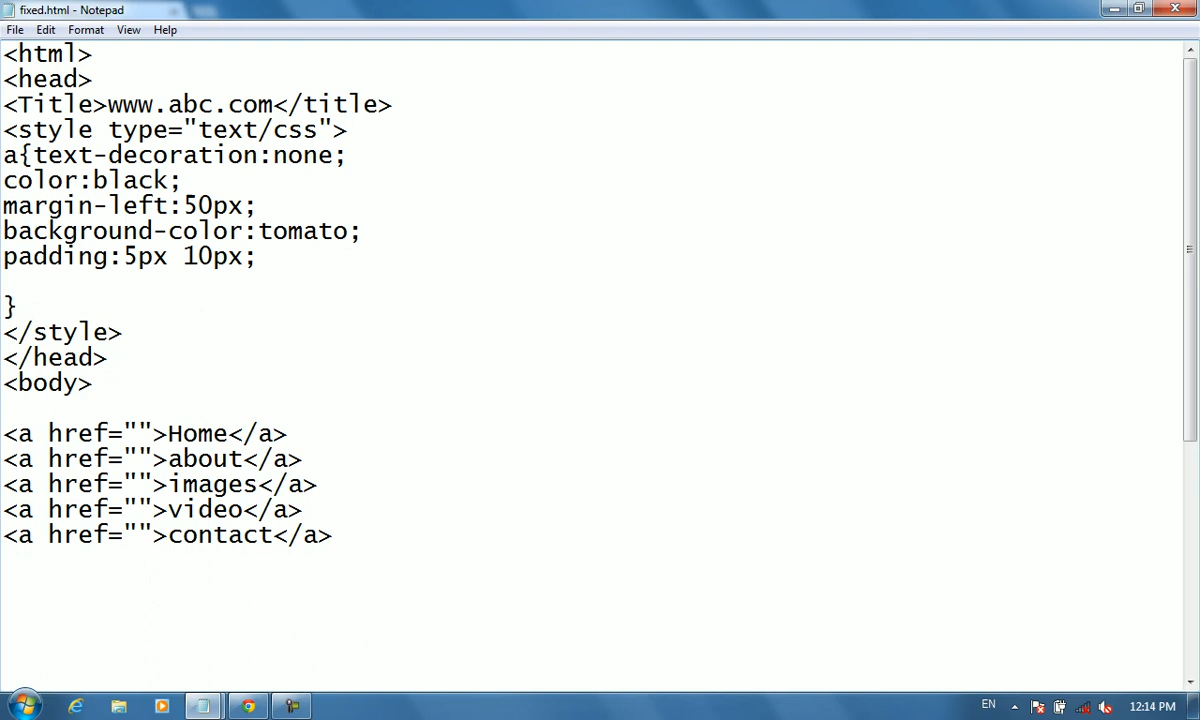 fixed.html - Notepad
File Edit Format View Help
<html>
<head>
<Title>www.abc.com</title>
<style type="text/css">
a{text-decoration:none;
color:black;
margin-left:50px;
background-color:tomato;
padding:5px 10px;
}
</style>
</head>
<body>
<a href="">Home</a>
<a href="">about</a>
<a href="">images</a>
<a href="">video</a>
<a href="">contact</a>
EN 12:14 PM